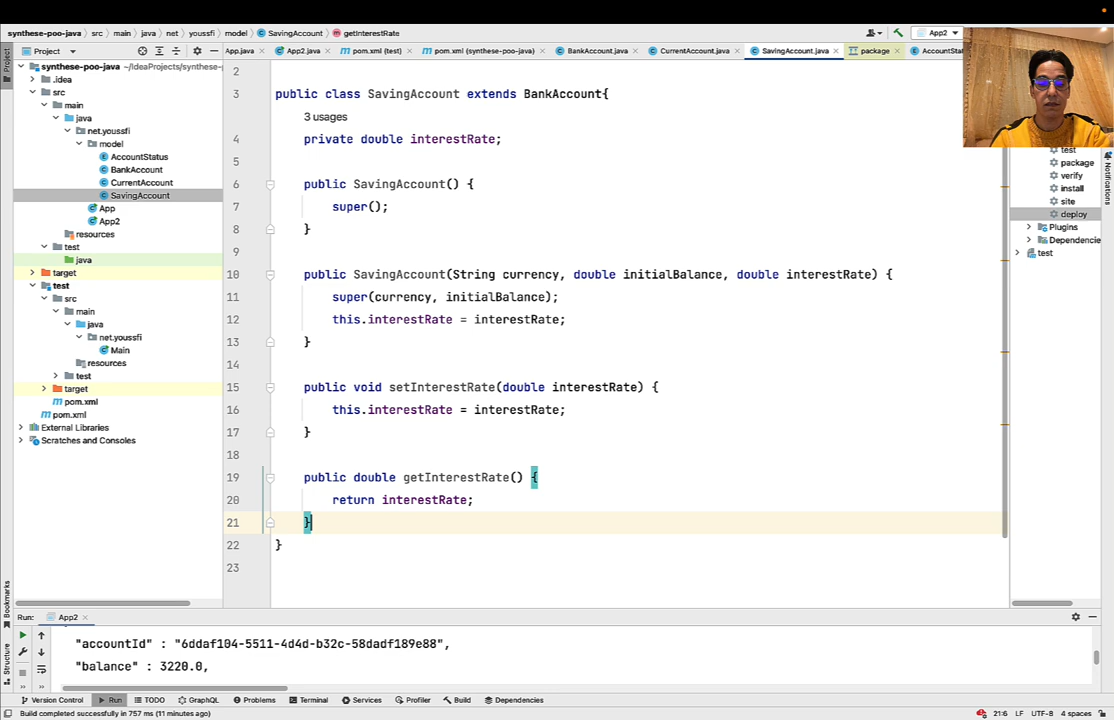 synthese-poo-java › src › main › java › net › youssfi › model › SavingAccount › getInterestRate
App2
Project
App.java
App2.java
pom.xml (test)
pom.xml (synthese-poo-java)
BankAccount.java
CurrentAccount.java
SavingAccount.java
package
AccountStat
Project
synthese-poo-java ~/IdeaProjects/synthese-
.idea
src
main
java
net.youssfi
model
AccountStatus
BankAccount
CurrentAccount
SavingAccount
App
App2
resources
test
java
target
test
src
main
java
net.youssfi
Main
resources
test
target
pom.xml
pom.xml
External Libraries
Scratches and Consoles
2
3 public class SavingAccount extends BankAccount{
3 usages
4 private double interestRate;
5
6 public SavingAccount() {
7 super();
8 }
9
10 public SavingAccount(String currency, double initialBalance, double interestRate) {
11 super(currency, initialBalance);
12 this.interestRate = interestRate;
13 }
14
15 public void setInterestRate(double interestRate) {
16 this.interestRate = interestRate;
17 }
18
19 public double getInterestRate() {
20 return interestRate;
21 }
22 }
23
test
package
verify
install
site
deploy
Plugins
Dependencie
test
Notifications
Bookmarks
Structure
Run: App2
"accountId" : "6ddaf104-5511-4d4d-b32c-58dadf189e88",
"balance" : 3220.0,
Version Control Run TODO GraphQL Problems Terminal Services Profiler Build Dependencies
Build completed successfully in 757 ms (11 minutes ago)
21:6 LF UTF-8 4 spaces